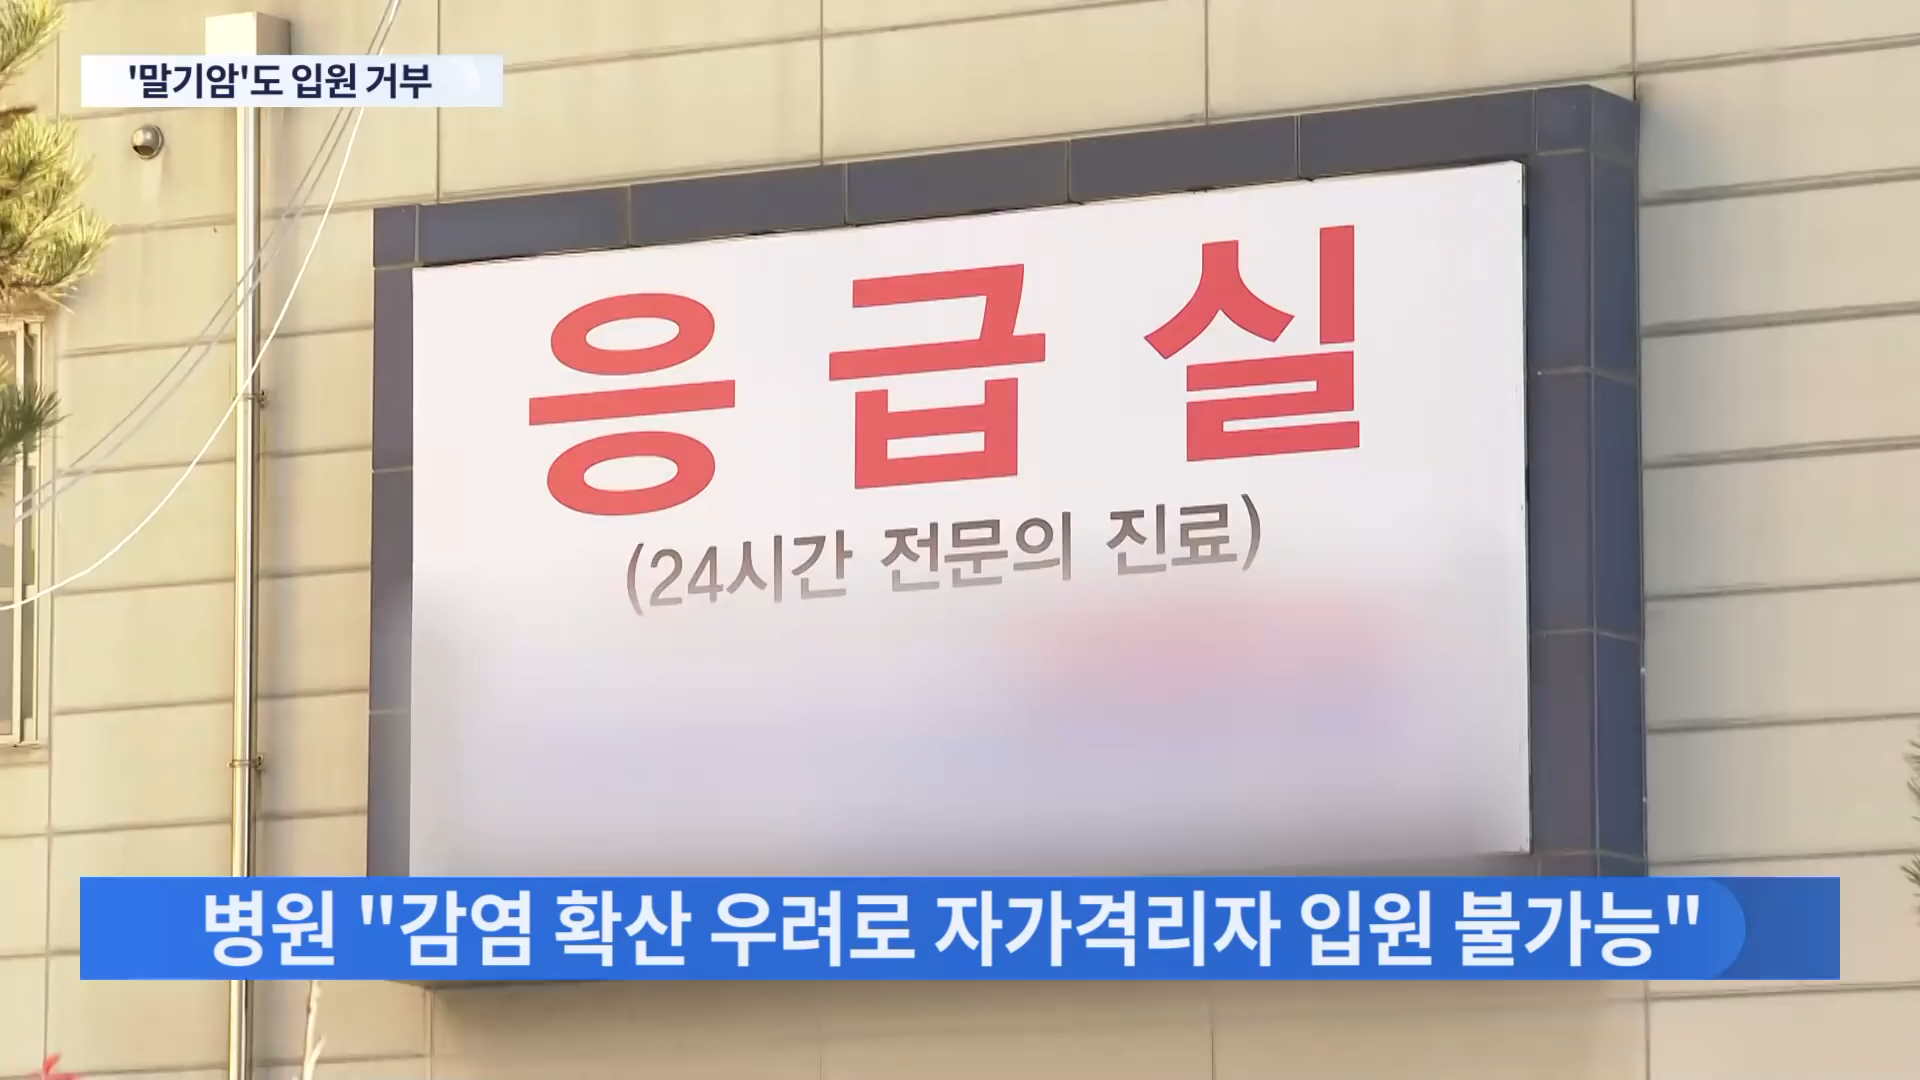 '말기암'도 입원 거부
응급실
(24시간 전문의 진료)
병원 "감염 확산 우려로 자가격리자 입원 불가능"